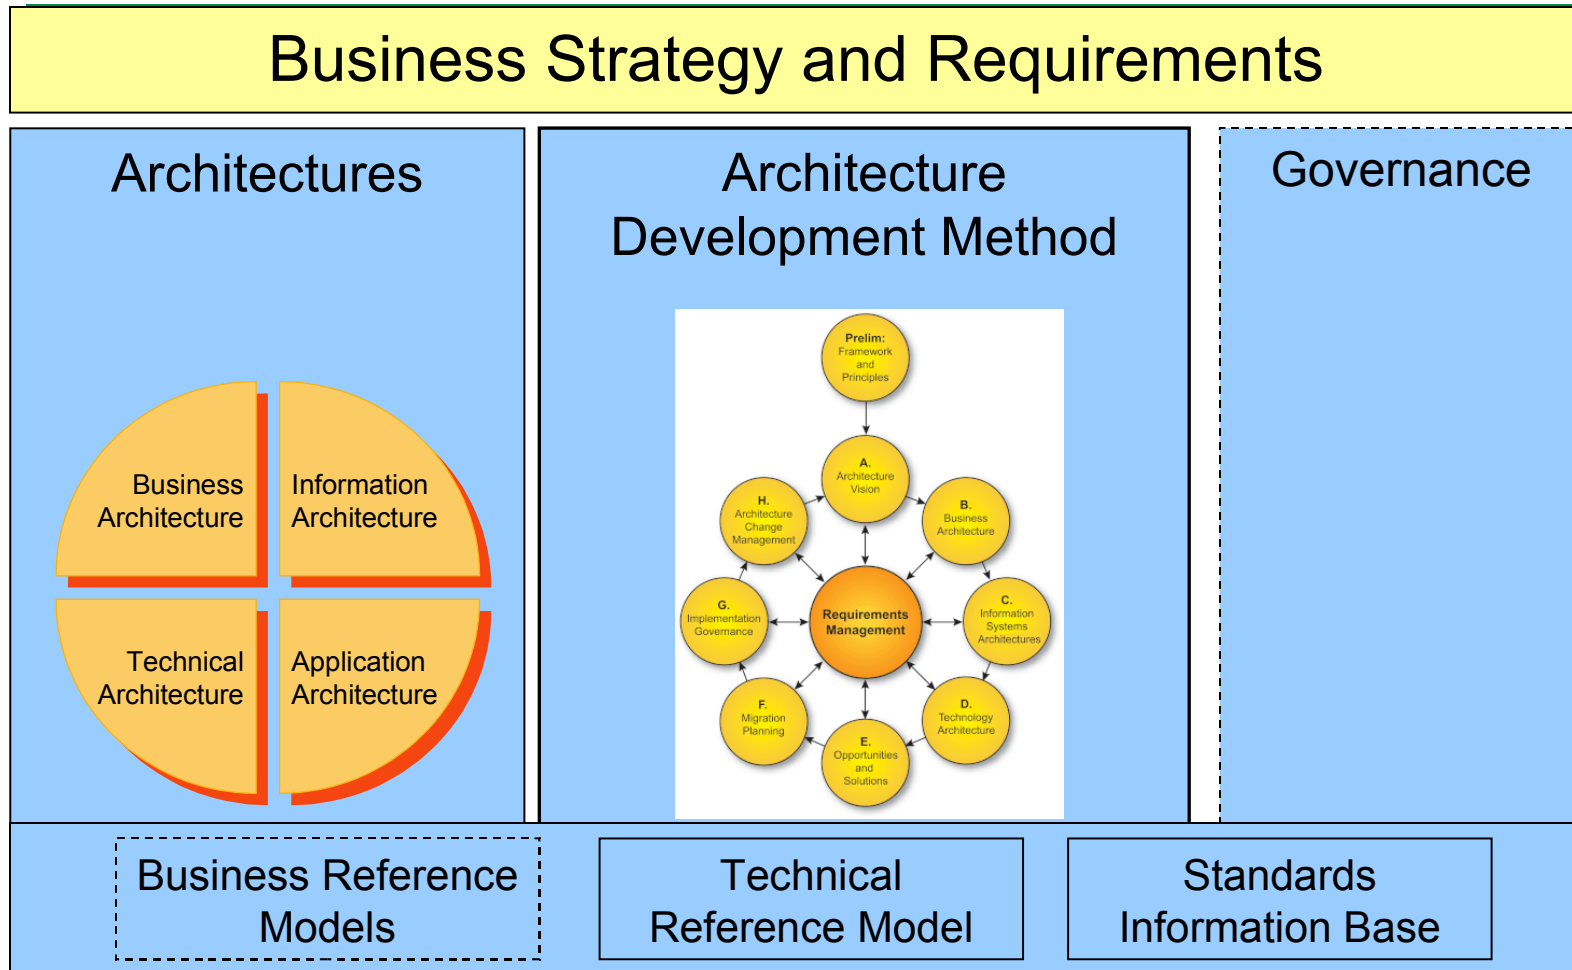 Business Strategy and Requirements
Architectures
Business
Architecture
Information
Architecture
Technical
Architecture
Application
Architecture
Architecture
Development Method
Prelim:
Framework
and
Principles
A.
Architecture
Vision
B.
Business
Architecture
C.
Information
Systems
Architectures
D.
Technology
Architecture
E.
Opportunities
and
Solutions
F.
Migration
Planning
G.
Implementation
Governance
H.
Architecture
Change
Management
Requirements
Management
Governance
Business Reference
Models
Technical
Reference Model
Standards
Information Base